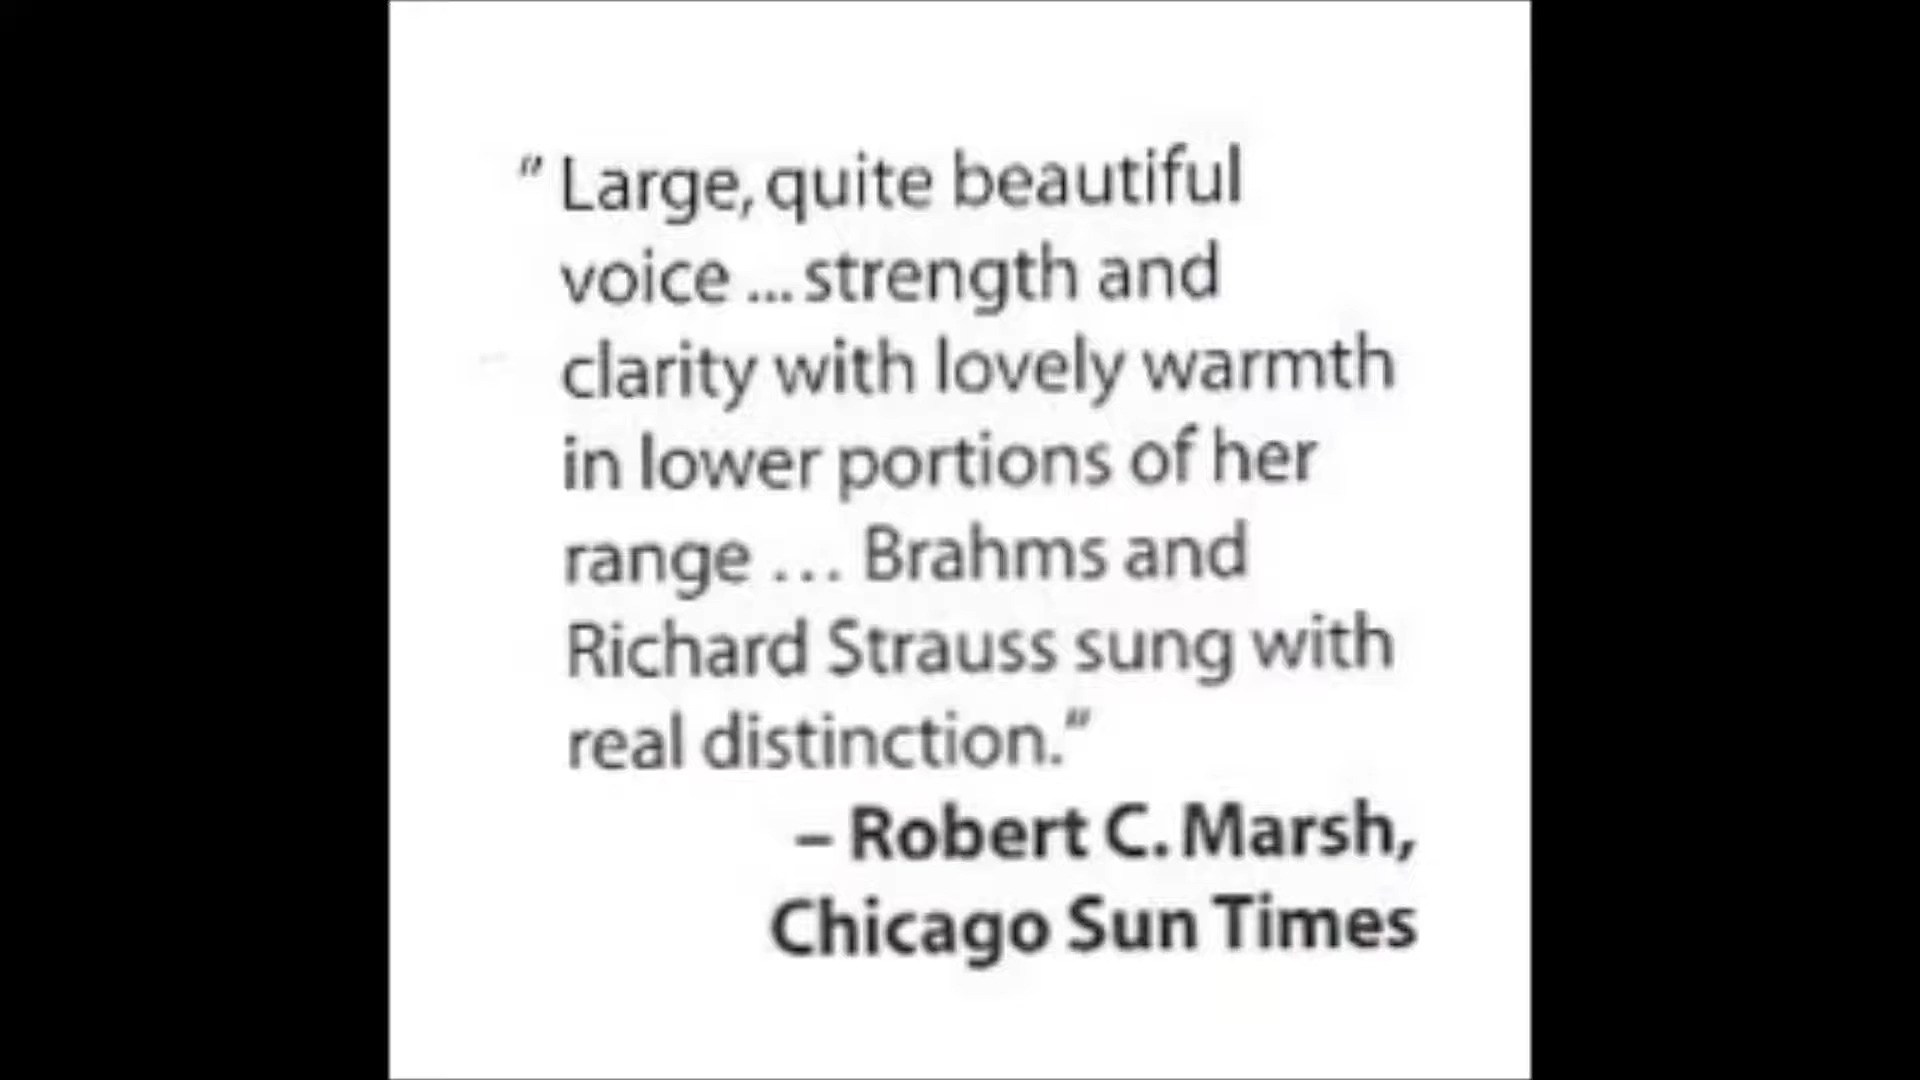 " Large, quite beautiful
voice ... strength and
clarity with lovely warmth
in lower portions of her
range ... Brahms and
Richard Strauss sung with
real distinction."
– Robert C. Marsh,
Chicago Sun Times